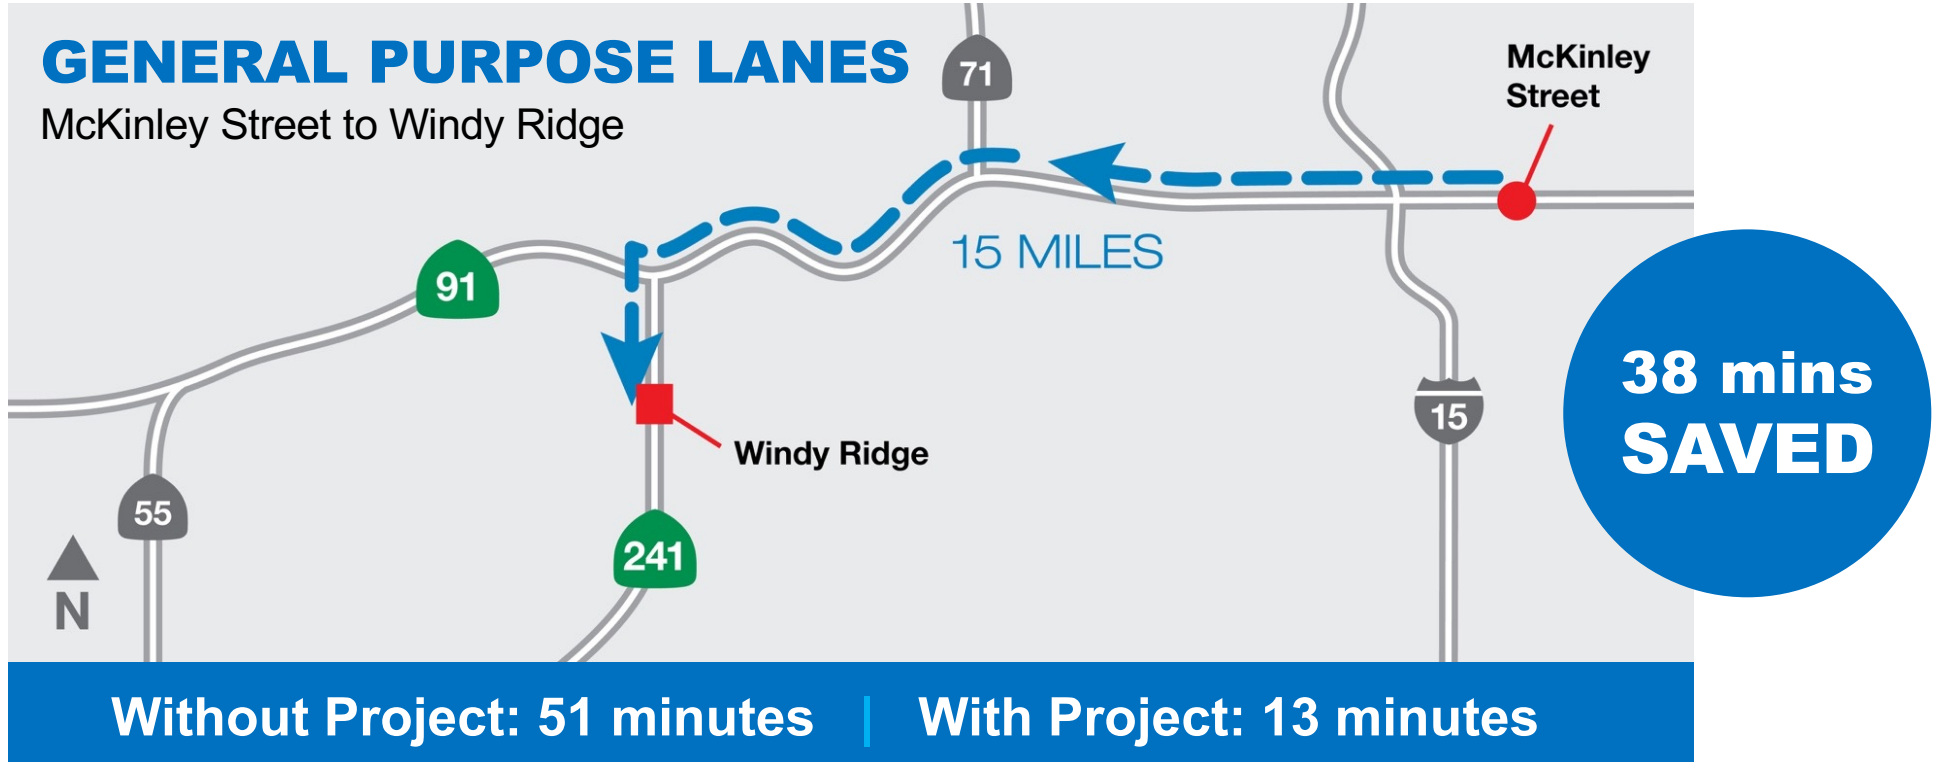 GENERAL PURPOSE LANES
McKinley Street to Windy Ridge
71
McKinley
Street
15 MILES
91
38 mins
SAVED
15
Windy Ridge
55
241
N
Without Project: 51 minutes | With Project: 13 minutes